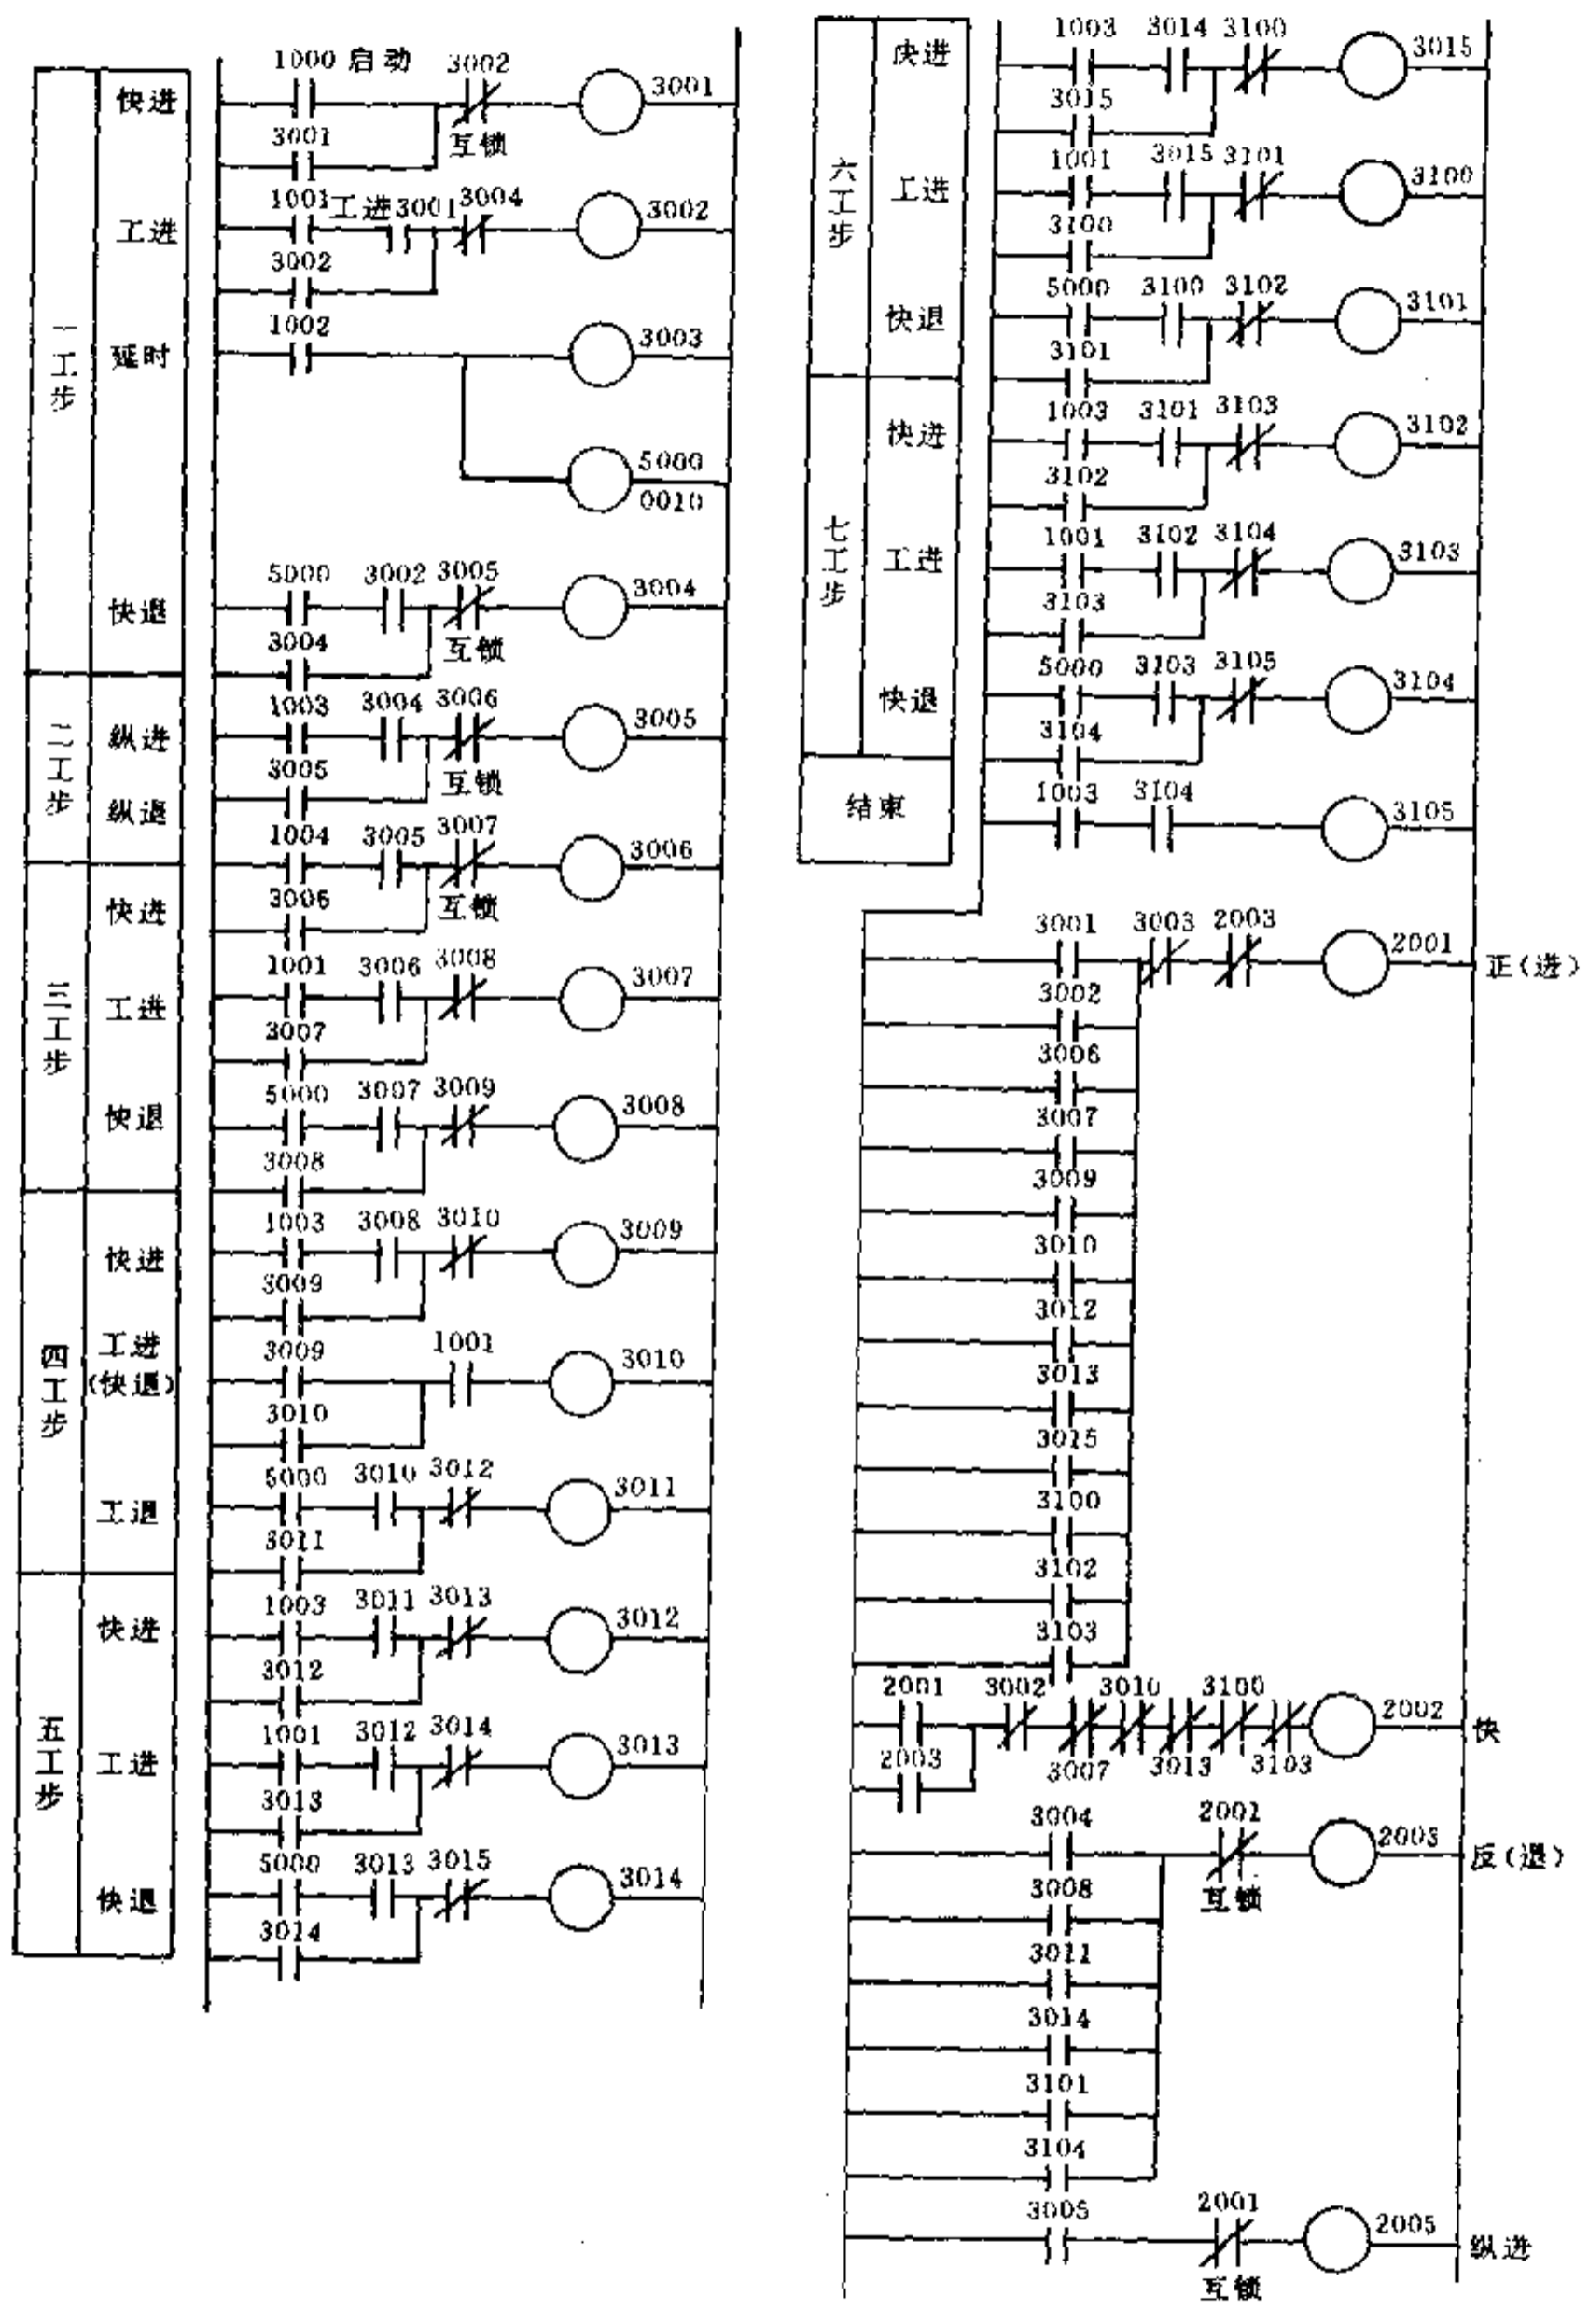 1000 启动 3002
快进 3001
3001 互锁
1001 工进 3001 3004
工进 3002
3002
1002
延时 3003
一工步
5000
0010
5000 3002 3005
快退 3004
3004 互锁
1003 3004 3006
纵进 3005
3005 互锁
二工步
纵退
1004 3005 3007
3006
3006 互锁
快进
1001 3006 3008
三工步
工进 3007
3007
5000 3007 3009
快退 3008
3008
1003 3008 3010
快进 3009
3009
工进
3009 1001
四工步
(快退) 3010
3010
5000 3010 3012
工退 3011
3011
1003 3011 3013
快进 3012
3012
1001 3012 3014
五工步
工进 3013
3013
5000 3013 3015
快退 3014
3014
1003 3014 3100
快进 3015
3015
1001 3015 3101
六工步
工进 3100
3100
5000 3100 3102
快退 3101
3101
1003 3101 3103
快进 3102
3102
1001 3102 3104
七工步
工进 3103
3103
5000 3103 3105
快退 3104
3104
1003 3104
结束 3105
3001 3003 2003
2001 正(进)
3002
3006
3007
3009
3010
3012
3013
3015
3100
3102
3103
2001 3002 3010 3100
2002 快
2003 3007 3013 3103
3004 2001
2003 反(退)
3008 互锁
3011
3014
3101
3104
3005 2001
2005 纵进
互锁